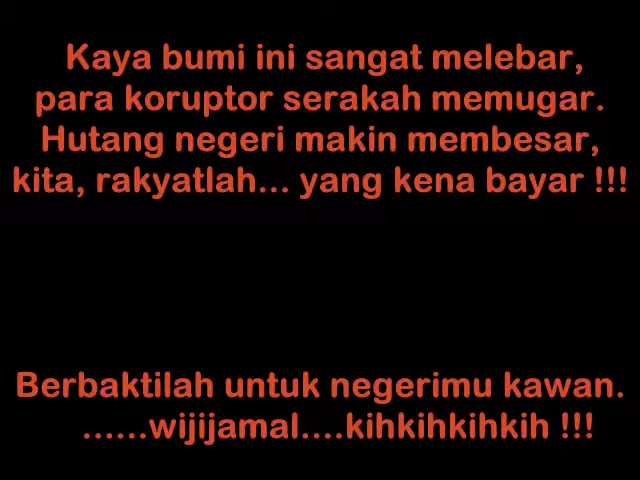 Kaya bumi ini sangat melebar,
para koruptor serakah memugar.
Hutang negeri makin membesar,
kita, rakyatlah... yang kena bayar !!!
Berbaktilah untuk negerimu kawan.
......wijijamal....kihkihkihkih !!!